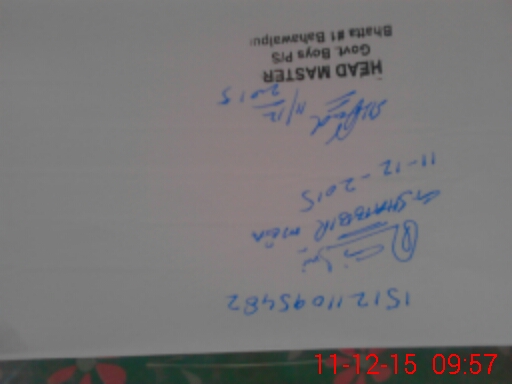 151211095482
G. SHABBIR
11-12-2015
11/12
2015
HEAD MASTER
Govt. Boys P/S
Bhatta #1 Bahawalpu
11-12-15 09:57